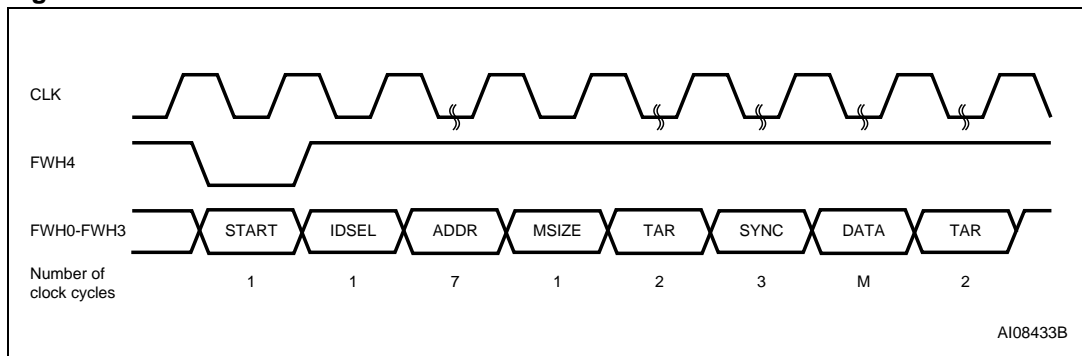 CLK
FWH4
FWH0-FWH3 START IDSEL ADDR MSIZE TAR SYNC DATA TAR
Number of
clock cycles 1 1 7 1 2 3 M 2
AI08433B